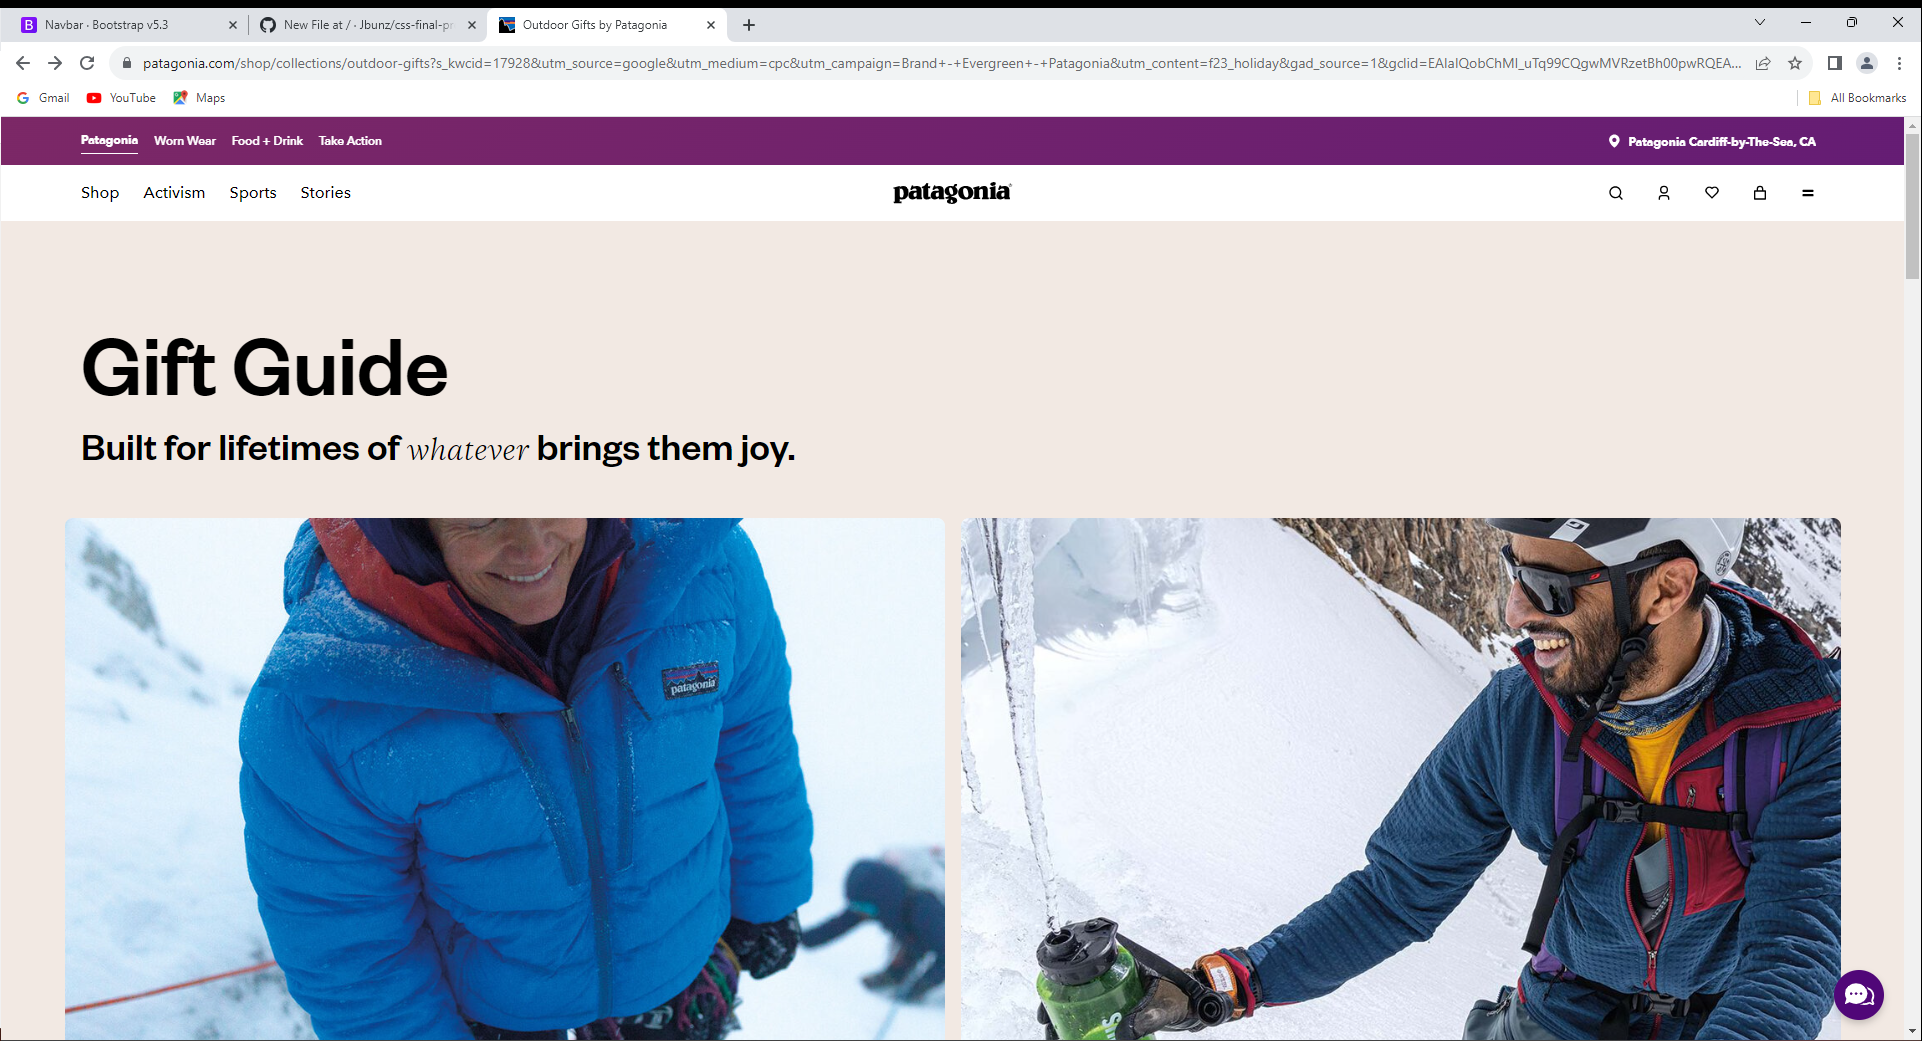 Navbar · Bootstrap v5.3
New File at / · Jbunz/css-final-pr
Outdoor Gifts by Patagonia
patagonia.com/shop/collections/outdoor-gifts?s_kwcid=17928&utm_source=google&utm_medium=cpc&utm_campaign=Brand+-+Evergreen+-+Patagonia&utm_content=f23_holiday&gad_source=1&gclid=EAIaIQobChMI_uTq99CQgwMVRzetBh00pwRQEA...
Gmail
YouTube
Maps
All Bookmarks
Patagonia
Worn Wear
Food + Drink
Take Action
Patagonia Cardiff-by-The-Sea, CA
Shop
Activism
Sports
Stories
patagonia
Gift Guide
Built for lifetimes of whatever brings them joy.
patagonia